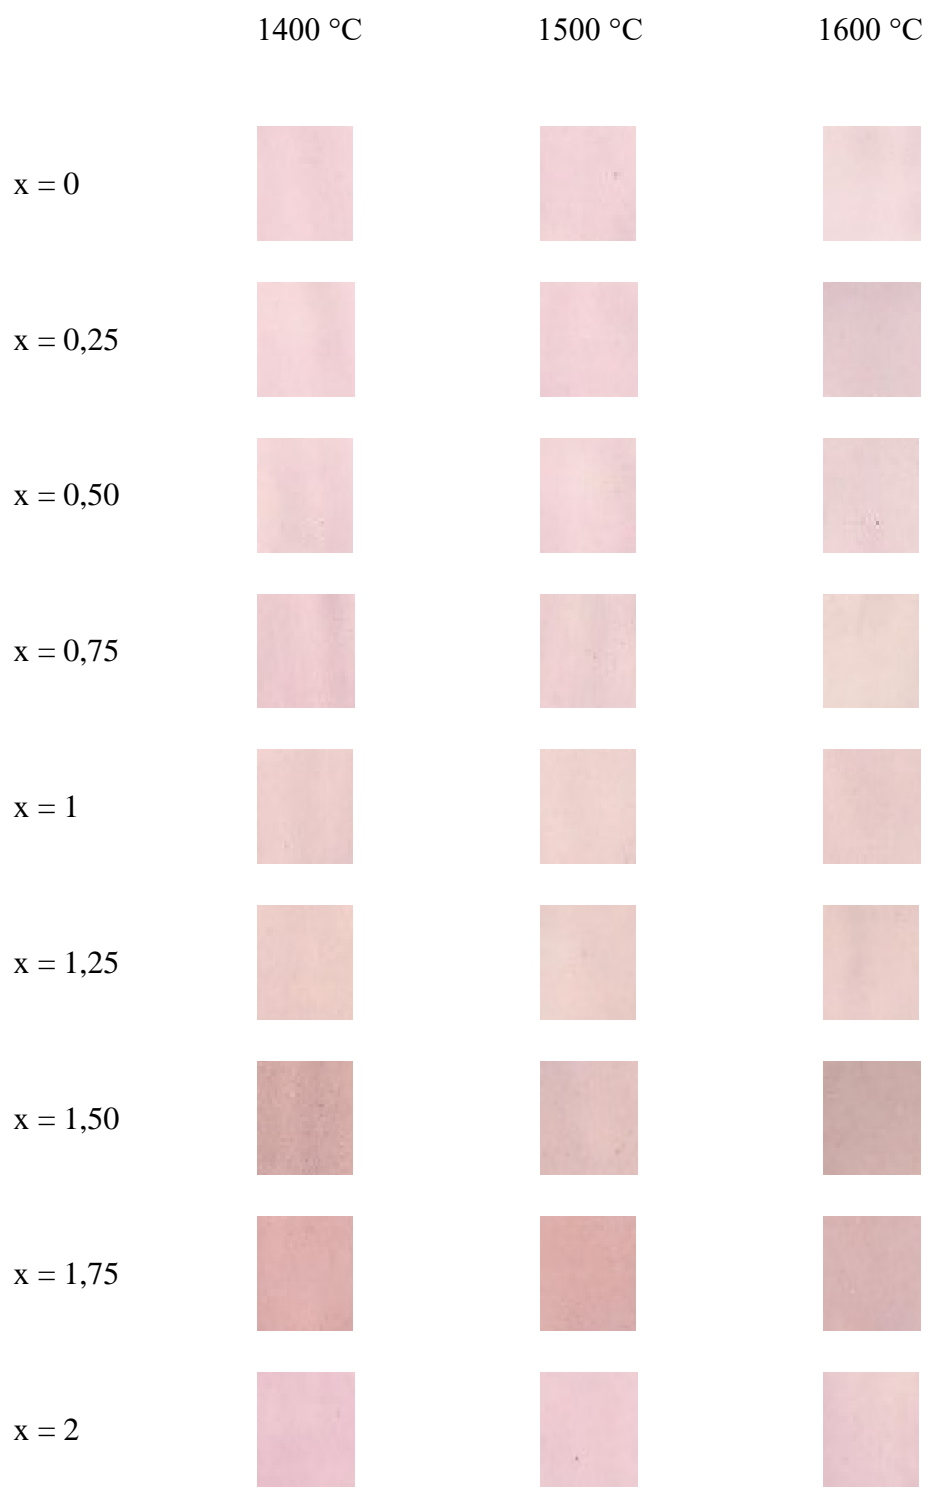 1400 °C 1500 °C 1600 °C
x = 0
x = 0,25
x = 0,50
x = 0,75
x = 1
x = 1,25
x = 1,50
x = 1,75
x = 2